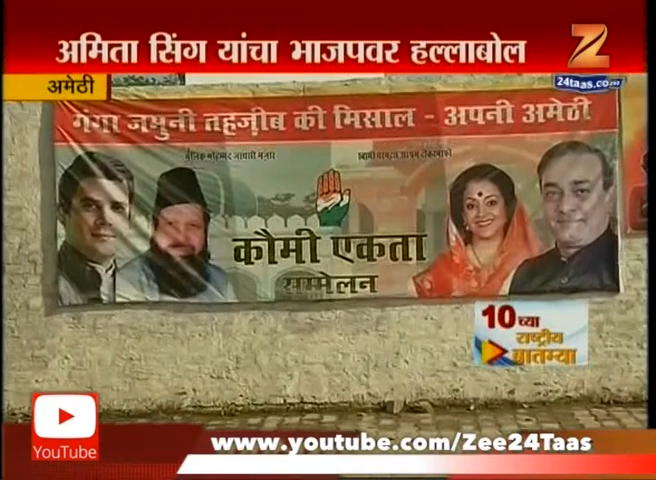 अमिता सिंग यांचा भाजपवर हल्लाबोल
24taas.com
अमेठी
गंगा जमुनी तहज़ीब की मिसाल - अपनी अमेठी
कौमी एकता
सम्मेलन
10 च्या
राष्ट्रीय
बातम्या
YouTube
www.youtube.com/Zee24Taas